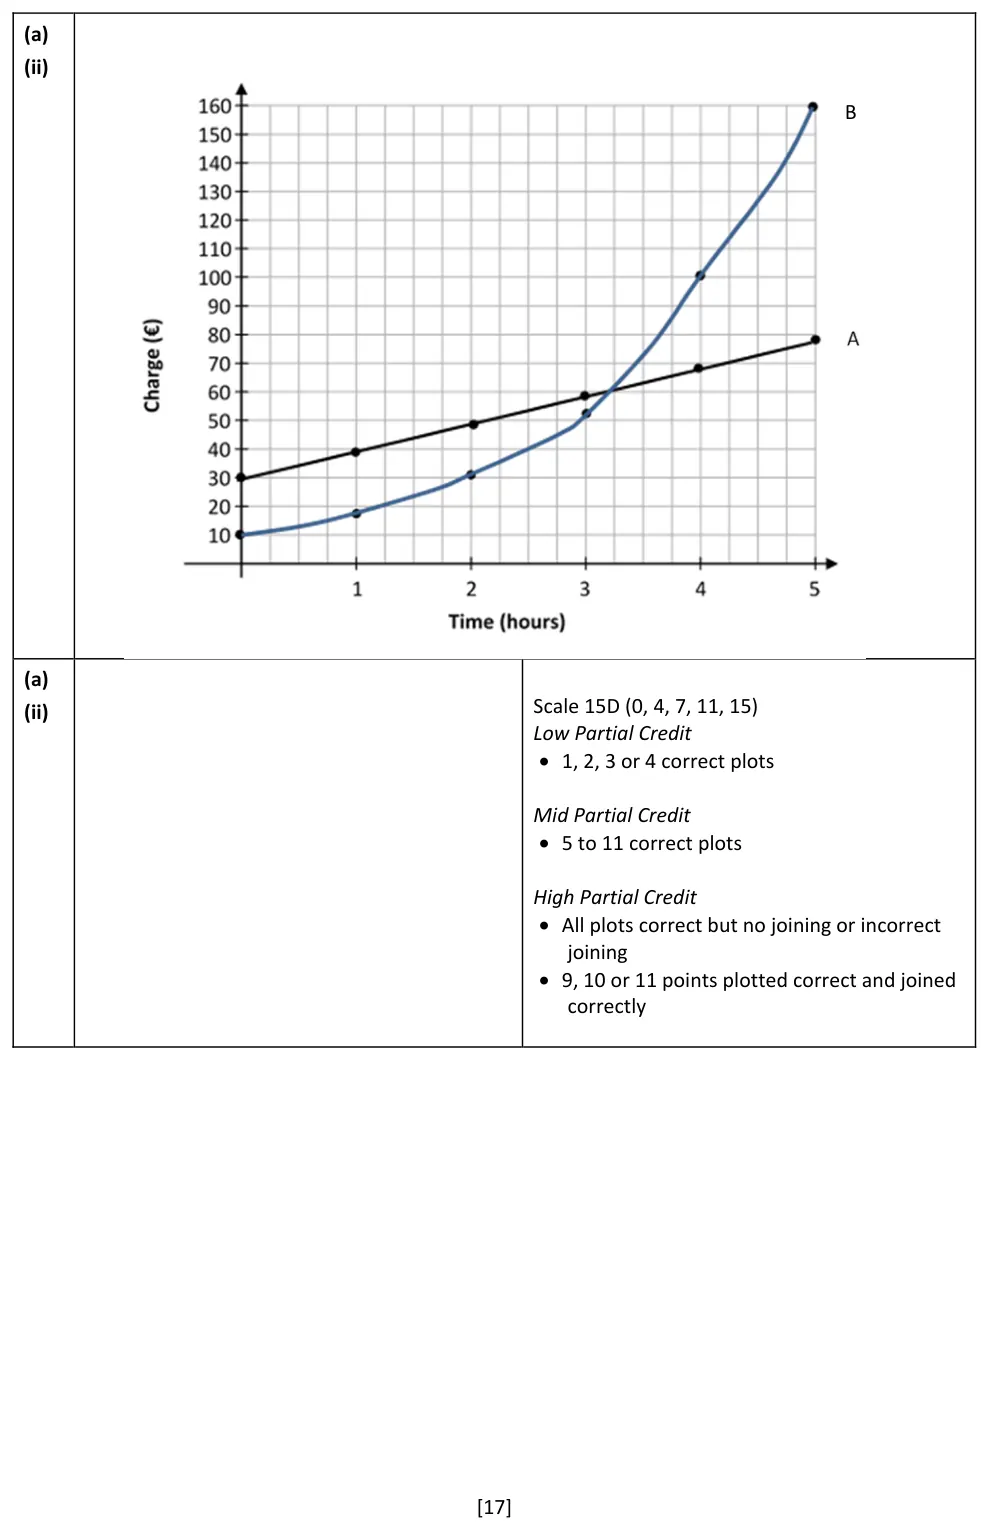 (a)
(ii)
160
150
140
130
120
110
100
90
80
70
60
50
40
30
20
10
Charge (€)
B
A
1 2 3 4 5
Time (hours)
(a)
(ii)
Scale 15D (0, 4, 7, 11, 15)
Low Partial Credit
• 1, 2, 3 or 4 correct plots
Mid Partial Credit
• 5 to 11 correct plots
High Partial Credit
• All plots correct but no joining or incorrect
joining
• 9, 10 or 11 points plotted correct and joined
correctly
[17]